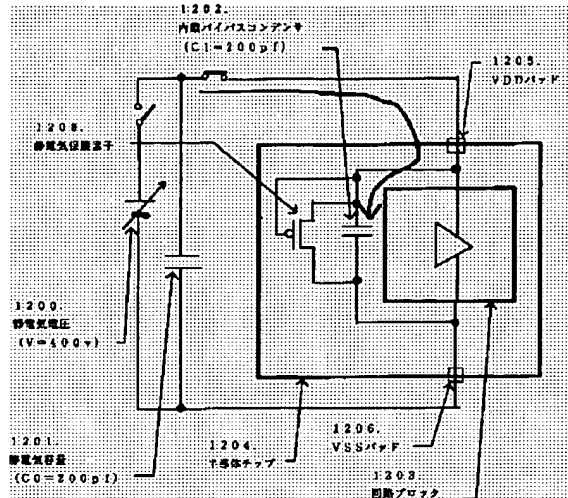 1202.
内蔵バイパスコンデンサ
(C1=200pf)
1205.
VDDパッド
1208.
静電気保護素子
1200.
静電気電圧
(V=400v)
1201.
静電気容量
(C0=200pf)
1204.
半導体チップ
1206.
VSSパッド
1203.
回路ブロック